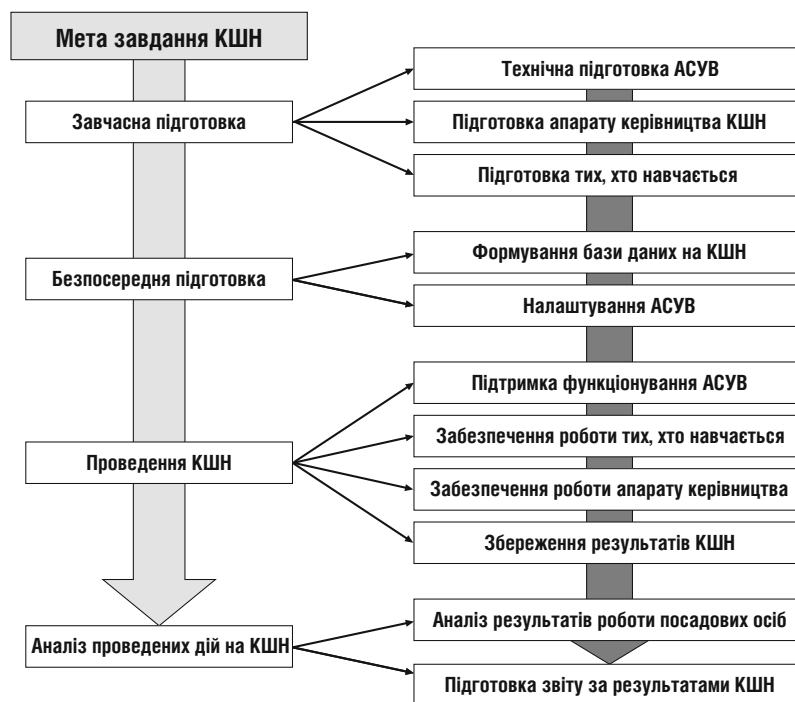 Мета завдання КШН
Завчасна підготовка
Технічна підготовка АСУВ
Підготовка апарату керівництва КШН
Підготовка тих, хто навчається
Безпосередня підготовка
Формування бази даних на КШН
Налаштування АСУВ
Проведення КШН
Підтримка функціонування АСУВ
Забезпечення роботи тих, хто навчається
Забезпечення роботи апарату керівництва
Збереження результатів КШН
Аналіз проведених дій на КШН
Аналіз результатів роботи посадових осіб
Підготовка звіту за результатами КШН